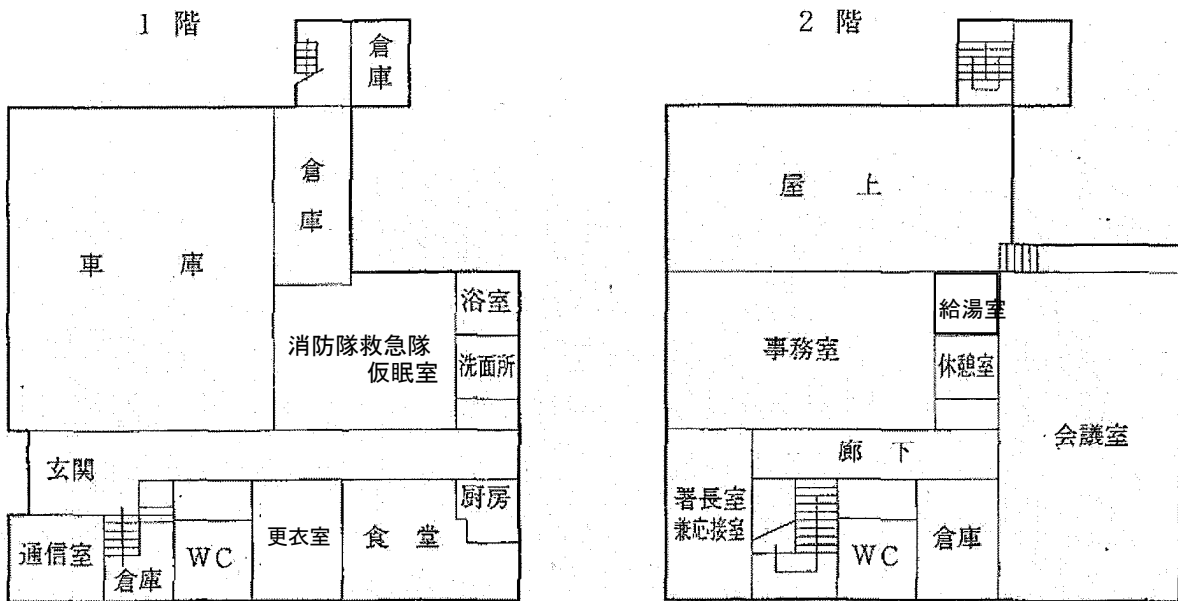 1 階
倉庫
倉庫
車 庫
浴室
消防隊救急隊
仮眠室
洗面所
玄関
厨房
通信室
倉庫
WC
更衣室
食 堂
2 階
屋 上
給湯室
事務室
休憩室
会議室
廊 下
署長室
兼応接室
WC
倉庫